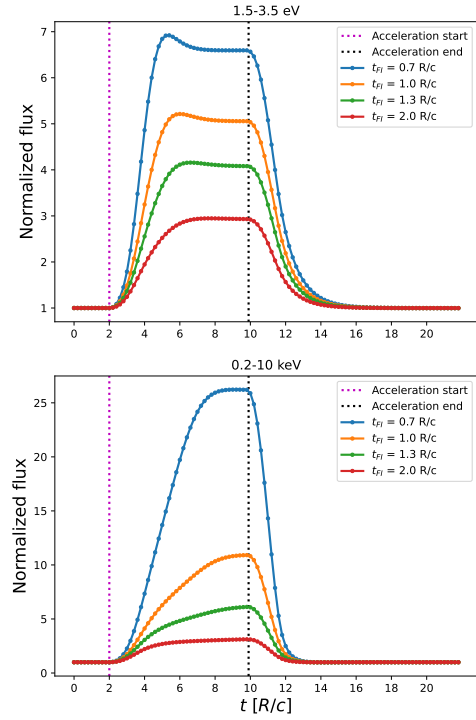 1.5-3.5 eV
Normalized flux
7
6
5
4
3
2
1
Acceleration start
Acceleration end
t_FI = 0.7 R/c
t_FI = 1.0 R/c
t_FI = 1.3 R/c
t_FI = 2.0 R/c
0 2 4 6 8 10 12 14 16 18 20
0.2-10 keV
Normalized flux
25
20
15
10
5
0
Acceleration start
Acceleration end
t_FI = 0.7 R/c
t_FI = 1.0 R/c
t_FI = 1.3 R/c
t_FI = 2.0 R/c
0 2 4 6 8 10 12 14 16 18 20
t [R/c]